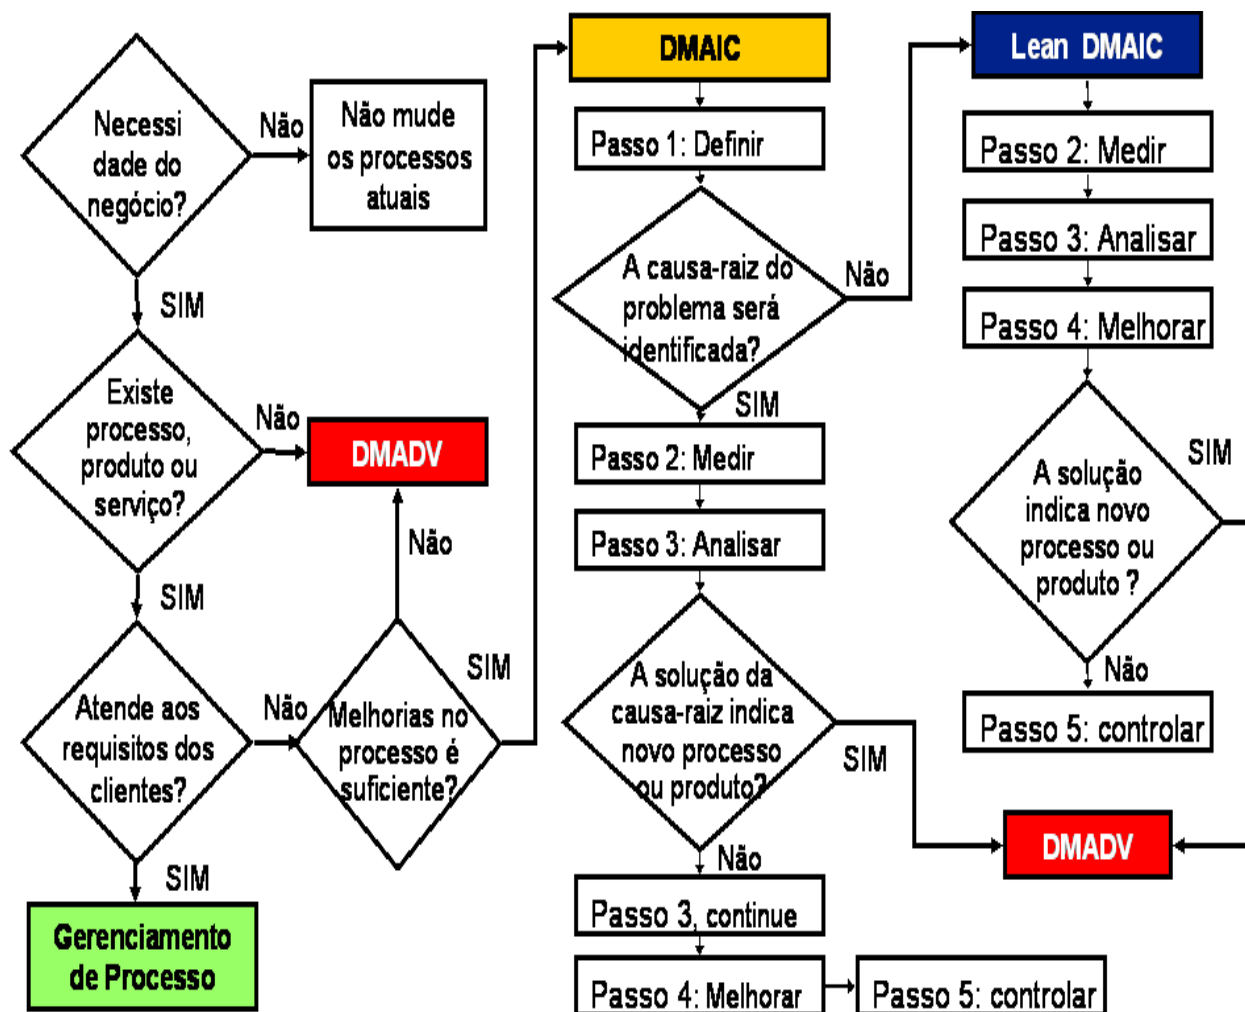 Necessi
dade do
negócio?
Não
Não mude
os processos
atuais
SIM
Existe
processo,
produto ou
serviço?
Não
DMADV
SIM
Não
Atende aos
requisitos dos
clientes?
Não
Melhorias no
processo é
suficiente?
SIM
SIM
Gerenciamento
de Processo
DMAIC
Passo 1: Definir
A causa-raiz do
problema será
identificada?
Não
SIM
Passo 2: Medir
Passo 3: Analisar
A solução da
causa-raiz indica
novo processo
ou produto?
SIM
Não
Passo 3, continue
Passo 4: Melhorar
Passo 5: controlar
Lean DMAIC
Passo 2: Medir
Passo 3: Analisar
Passo 4: Melhorar
A solução
indica novo
processo ou
produto ?
SIM
Não
Passo 5: controlar
DMADV